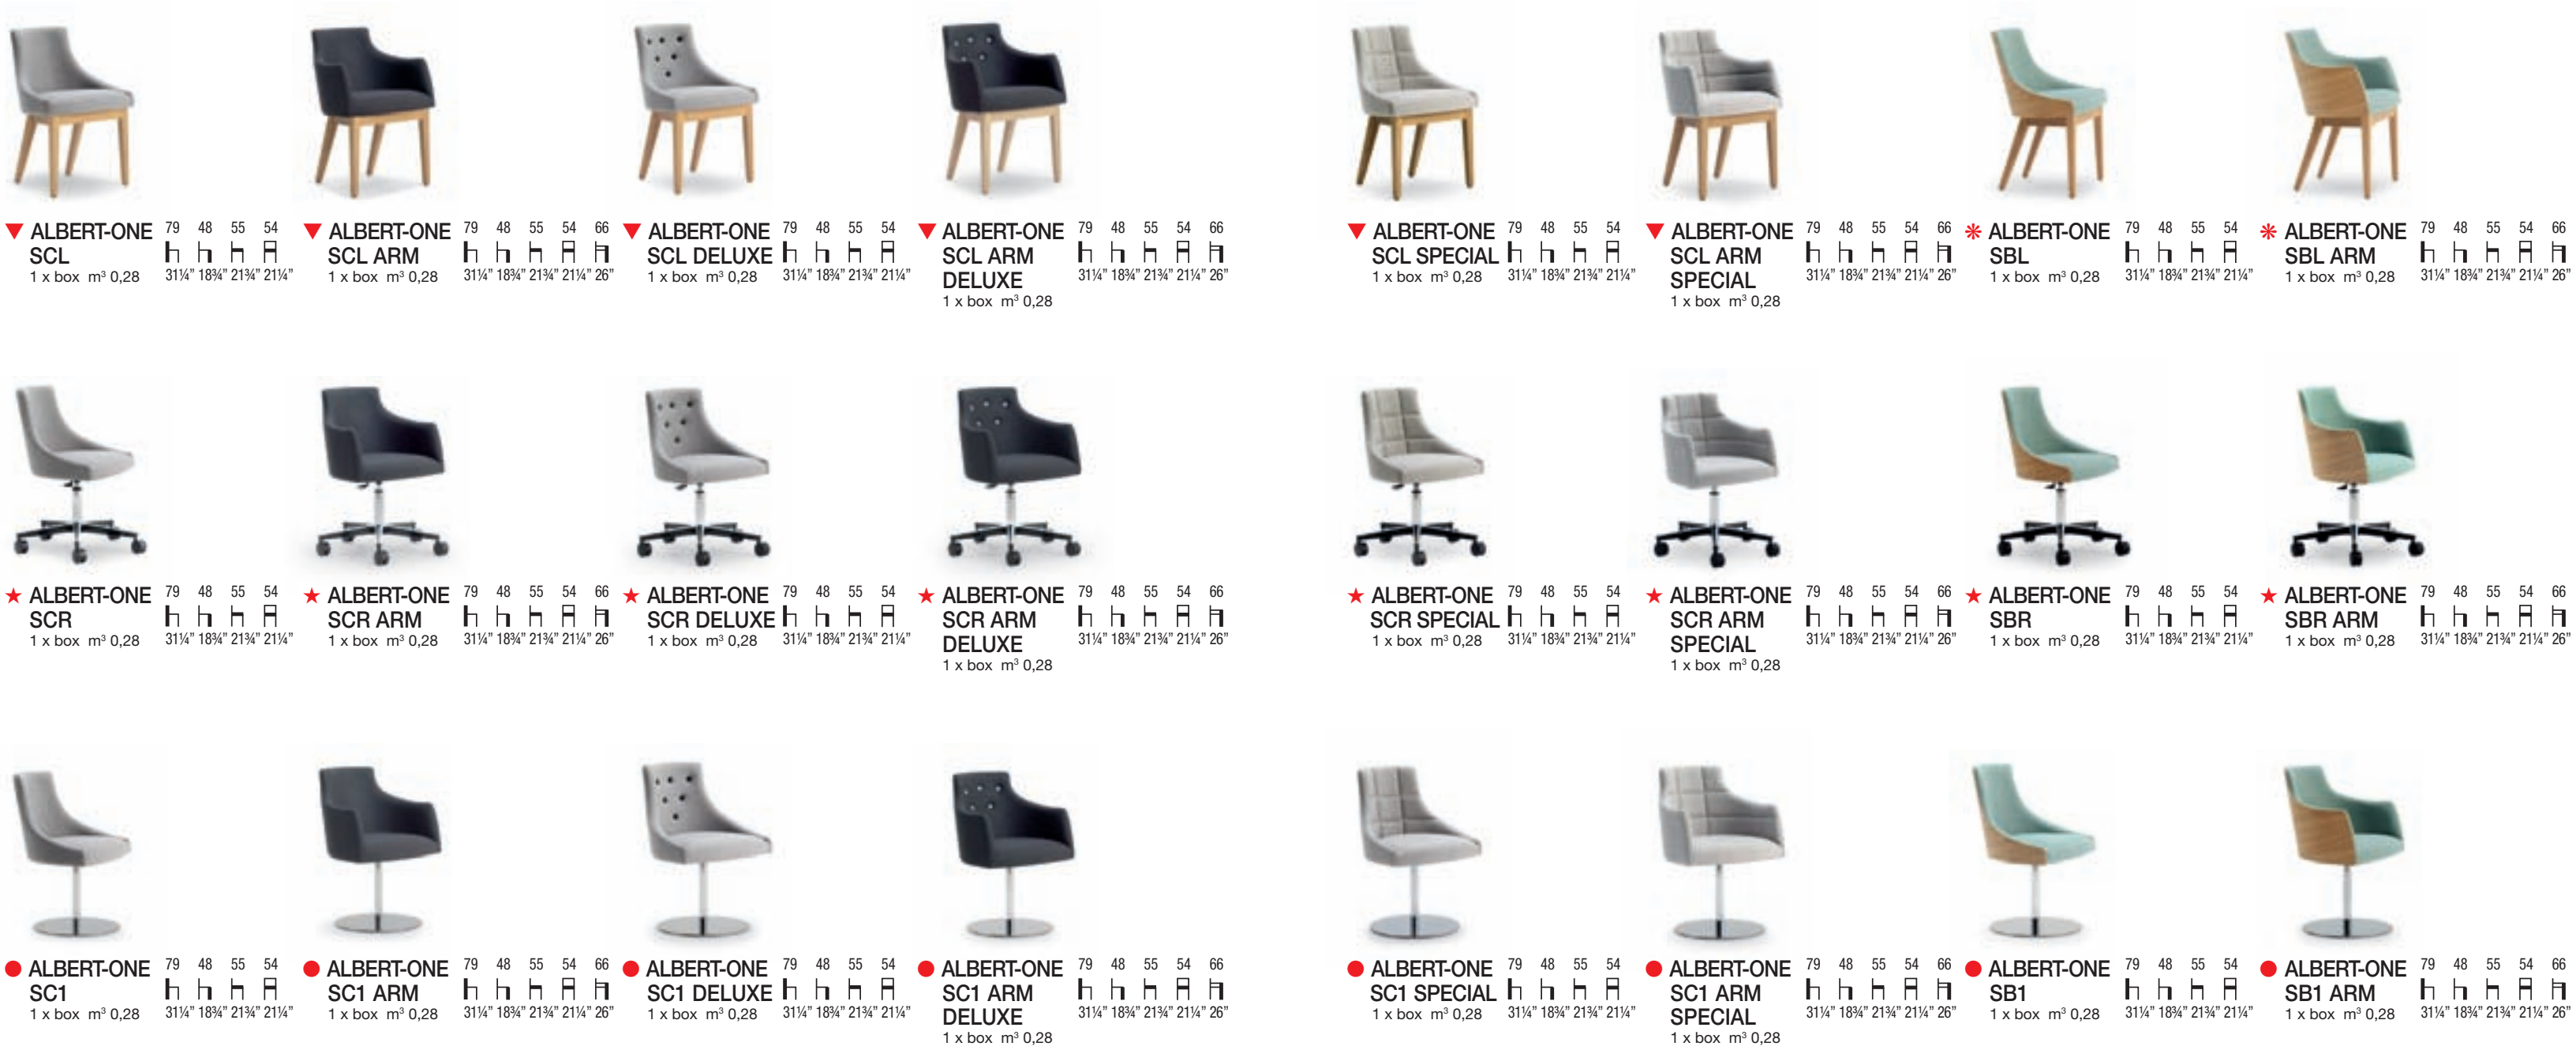 ALBERT-ONE 79 48 55 54
SCL
1 x box m³ 0,28 31¼” 18¾” 21¾” 21¼”
ALBERT-ONE 79 48 55 54 66
SCL ARM
1 x box m³ 0,28 31¼” 18¾” 21¾” 21¼” 26”
ALBERT-ONE 79 48 55 54
SCL DELUXE
1 x box m³ 0,28 31¼” 18¾” 21¾” 21¼”
ALBERT-ONE 79 48 55 54 66
SCL ARM
DELUXE 31¼” 18¾” 21¾” 21¼” 26”
1 x box m³ 0,28
ALBERT-ONE 79 48 55 54
SCL SPECIAL
1 x box m³ 0,28 31¼” 18¾” 21¾” 21¼”
ALBERT-ONE 79 48 55 54 66
SCL ARM
SPECIAL 31¼” 18¾” 21¾” 21¼” 26”
1 x box m³ 0,28
ALBERT-ONE 79 48 55 54
SBL
1 x box m³ 0,28 31¼” 18¾” 21¾” 21¼”
ALBERT-ONE 79 48 55 54 66
SBL ARM
1 x box m³ 0,28 31¼” 18¾” 21¾” 21¼” 26”
ALBERT-ONE 79 48 55 54
SCR
1 x box m³ 0,28 31¼” 18¾” 21¾” 21¼”
ALBERT-ONE 79 48 55 54 66
SCR ARM
1 x box m³ 0,28 31¼” 18¾” 21¾” 21¼” 26”
ALBERT-ONE 79 48 55 54
SCR DELUXE
1 x box m³ 0,28 31¼” 18¾” 21¾” 21¼”
ALBERT-ONE 79 48 55 54 66
SCR ARM
DELUXE 31¼” 18¾” 21¾” 21¼” 26”
1 x box m³ 0,28
ALBERT-ONE 79 48 55 54
SCR SPECIAL
1 x box m³ 0,28 31¼” 18¾” 21¾” 21¼”
ALBERT-ONE 79 48 55 54 66
SCR ARM
SPECIAL 31¼” 18¾” 21¾” 21¼” 26”
1 x box m³ 0,28
ALBERT-ONE 79 48 55 54
SBR
1 x box m³ 0,28 31¼” 18¾” 21¾” 21¼”
ALBERT-ONE 79 48 55 54 66
SBR ARM
1 x box m³ 0,28 31¼” 18¾” 21¾” 21¼” 26”
ALBERT-ONE 79 48 55 54
SC1
1 x box m³ 0,28 31¼” 18¾” 21¾” 21¼”
ALBERT-ONE 79 48 55 54 66
SC1 ARM
1 x box m³ 0,28 31¼” 18¾” 21¾” 21¼” 26”
ALBERT-ONE 79 48 55 54
SC1 DELUXE
1 x box m³ 0,28 31¼” 18¾” 21¾” 21¼”
ALBERT-ONE 79 48 55 54 66
SC1 ARM
DELUXE 31¼” 18¾” 21¾” 21¼” 26”
1 x box m³ 0,28
ALBERT-ONE 79 48 55 54
SC1 SPECIAL
1 x box m³ 0,28 31¼” 18¾” 21¾” 21¼”
ALBERT-ONE 79 48 55 54 66
SC1 ARM
SPECIAL 31¼” 18¾” 21¾” 21¼” 26”
1 x box m³ 0,28
ALBERT-ONE 79 48 55 54
SB1
1 x box m³ 0,28 31¼” 18¾” 21¾” 21¼”
ALBERT-ONE 79 48 55 54 66
SB1 ARM
1 x box m³ 0,28 31¼” 18¾” 21¾” 21¼” 26”